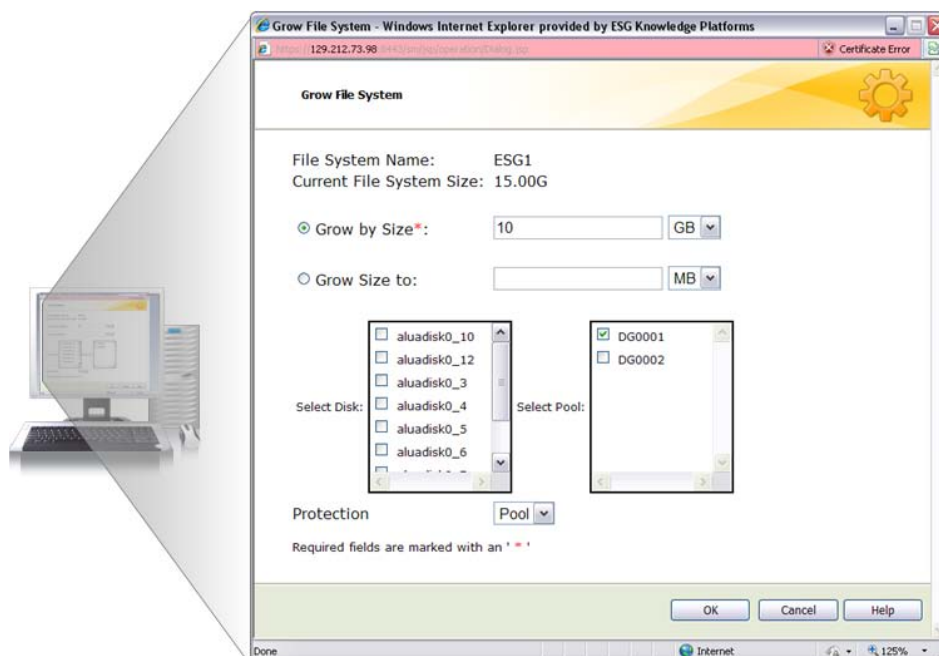 Grow File System - Windows Internet Explorer provided by ESG Knowledge Platforms
129.212.73.98
Certificate Error
Grow File System
File System Name: ESG1
Current File System Size: 15.00G
Grow by Size*: 10 GB
Grow Size to: MB
Select Disk:
aluadisk0_10
aluadisk0_12
aluadisk0_3
aluadisk0_4
aluadisk0_5
aluadisk0_6
Select Pool:
DG0001
DG0002
Protection Pool
Required fields are marked with an ' * '
OK Cancel Help
Done Internet 125%